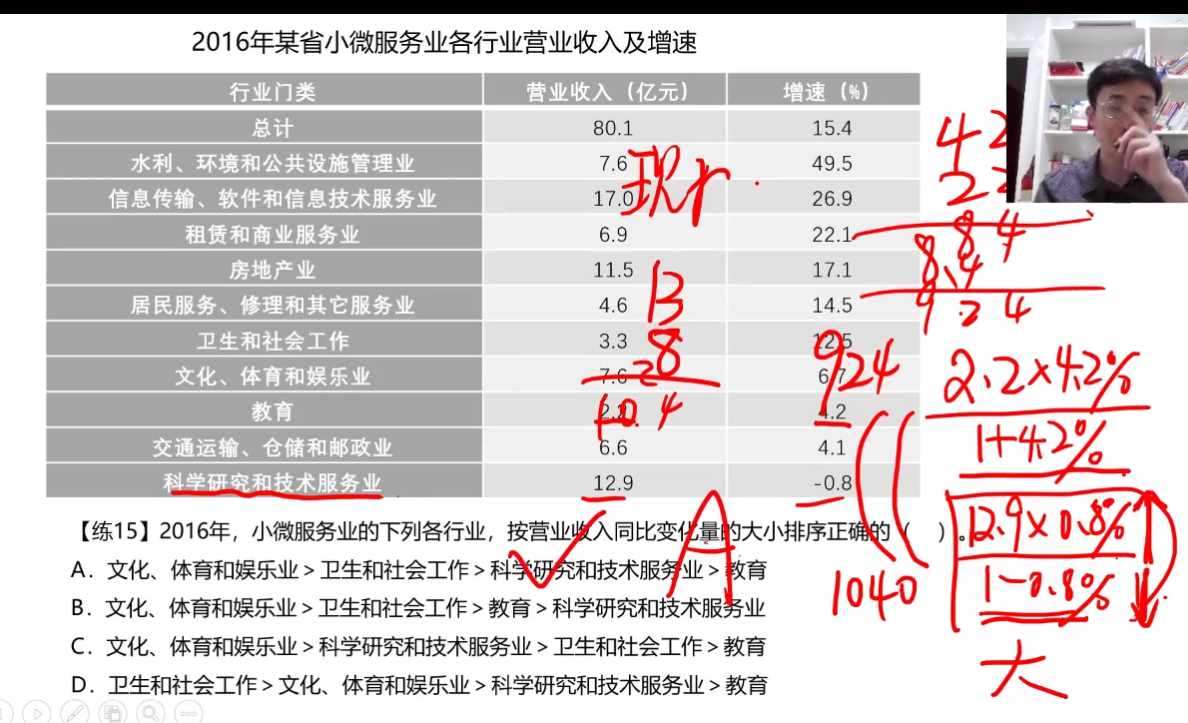 2016年某省小微服务业各行业营业收入及增速
行业门类 营业收入（亿元） 增速（%）
总计 80.1 15.4
水利、环境和公共设施管理业 7.6 49.5
信息传输、软件和信息技术服务业 17.0 26.9
租赁和商业服务业 6.9 22.1
房地产业 11.5 17.1
居民服务、修理和其它服务业 4.6 14.5
卫生和社会工作 3.3 12.5
文化、体育和娱乐业 7.6 6.7
教育 2.2 4.2
交通运输、仓储和邮政业 6.6 4.1
科学研究和技术服务业 12.9 -0.8
现
13
8
10.4
8 4
8.4
9 2 4
924
1040
2.2×4.2%
1+4.2%
12.9×0.8%
1-0.8%
大
A
【练15】2016年，小微服务业的下列各行业，按营业收入同比变化量的大小排序正确的（ ）。
A．文化、体育和娱乐业＞卫生和社会工作＞科学研究和技术服务业＞教育
B．文化、体育和娱乐业＞卫生和社会工作＞教育＞科学研究和技术服务业
C．文化、体育和娱乐业＞科学研究和技术服务业＞卫生和社会工作＞教育
D．卫生和社会工作＞文化、体育和娱乐业＞科学研究和技术服务业＞教育